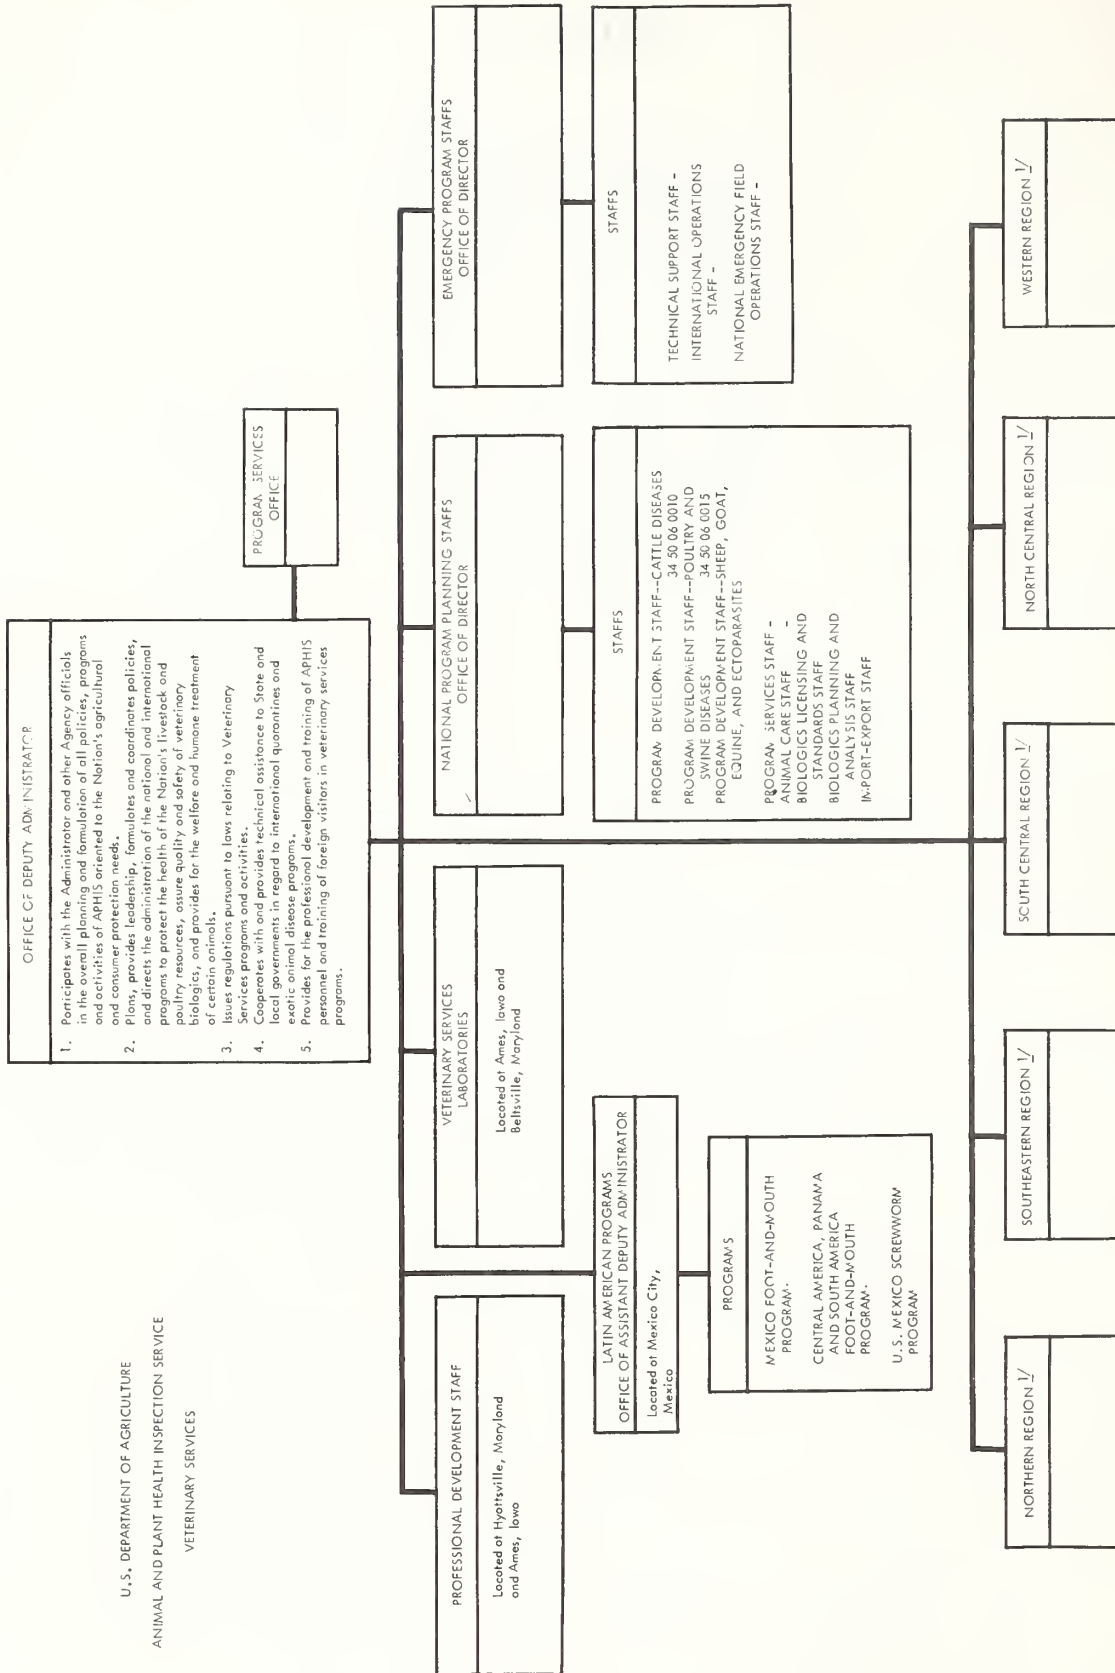 U.S. DEPARTMENT OF AGRICULTURE
ANIMAL AND PLANT HEALTH INSPECTION SERVICE
VETERINARY SERVICES
OFFICE OF DEPUTY ADMINISTRATOR
1. Participates with the Administrator and other Agency officials
in the overall planning and formulation of all policies, programs
and activities of APHIS oriented to the Nation's agricultural
and consumer protection needs.
2. Plans, provides leadership, formulates and coordinates policies,
and directs the administration of the national and international
programs to protect the health of the Nation's livestock and
poultry resources, assure quality and safety of veterinary
biologics, and provides for the welfare and humane treatment
of certain animals.
3. Issues regulations pursuant to laws relating to Veterinary
Services programs and activities.
4. Cooperates with and provides technical assistance to State and
local governments in regard to international quarantines and
exotic animal disease programs.
5. Provides for the professional development and training of APHIS
personnel and training of foreign visitors in veterinary services
programs.
PROGRAM SERVICES
OFFICE
PROFESSIONAL DEVELOPMENT STAFF
Located at Hyattsville, Maryland
and Ames, Iowa
VETERINARY SERVICES
LABORATORIES
Located at Ames, Iowa and
Beltsville, Maryland
NATIONAL PROGRAM PLANNING STAFFS
OFFICE OF DIRECTOR
EMERGENCY PROGRAM STAFFS
OFFICE OF DIRECTOR
LATIN AMERICAN PROGRAMS
OFFICE OF ASSISTANT DEPUTY ADMINISTRATOR
Located at Mexico City,
Mexico
PROGRAMS
MEXICO FOOT-AND-MOUTH
PROGRAM.
CENTRAL AMERICA, PANAMA
AND SOUTH AMERICA
FOOT-AND-MOUTH
PROGRAM.
U.S. MEXICO SCREWWORM
PROGRAM
STAFFS
PROGRAM DEVELOPMENT STAFF--CATTLE DISEASES
34 50 06 0010
PROGRAM DEVELOPMENT STAFF--POULTRY AND
SWINE DISEASES 34 50 06 0015
PROGRAM DEVELOPMENT STAFF--SHEEP, GOAT,
EQUINE, AND ECTOPARASITES
PROGRAM SERVICES STAFF -
ANIMAL CARE STAFF -
BIOLOGICS LICENSING AND
STANDARDS STAFF
BIOLOGICS PLANNING AND
ANALYSIS STAFF
IMPORT-EXPORT STAFF
STAFFS
TECHNICAL SUPPORT STAFF -
INTERNATIONAL OPERATIONS
STAFF -
NATIONAL EMERGENCY FIELD
OPERATIONS STAFF -
NORTHERN REGION 1/
SOUTHEASTERN REGION 1/
SOUTH CENTRAL REGION 1/
NORTH CENTRAL REGION 1/
WESTERN REGION 1/